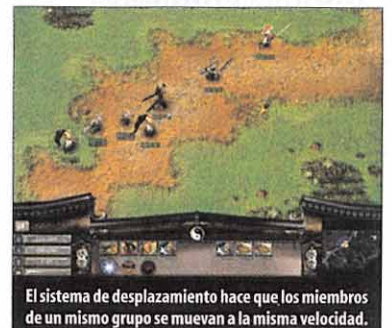 El sistema de desplazamiento hace que los miembros
de un mismo grupo se muevan a la misma velocidad.